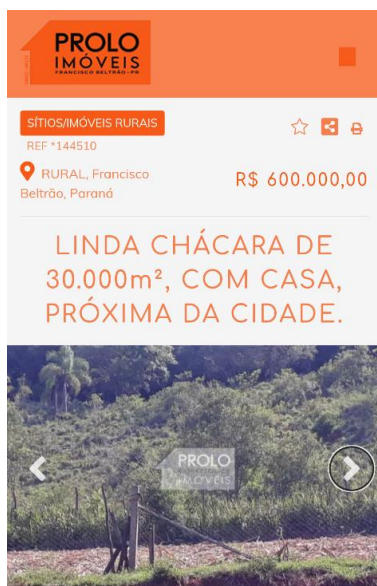 PROLO
IMÓVEIS
FRANCISCO BELTRÃO-PR
SÍTIOS/IMÓVEIS RURAIS
REF *144510
RURAL, Francisco
Beltrão, Paraná
R$ 600.000,00
LINDA CHÁCARA DE
30.000m², COM CASA,
PRÓXIMA DA CIDADE.
PROLO
IMÓVEIS